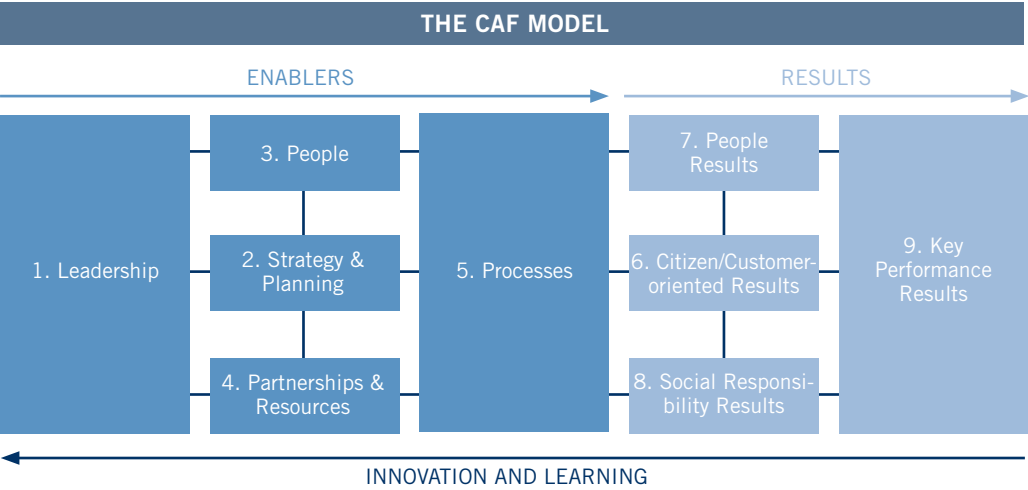 THE CAF MODEL
ENABLERS
RESULTS
1. Leadership
3. People
2. Strategy &
Planning
4. Partnerships &
Resources
5. Processes
7. People
Results
6. Citizen/Customer-
oriented Results
8. Social Responsi-
bility Results
9. Key
Performance
Results
INNOVATION AND LEARNING